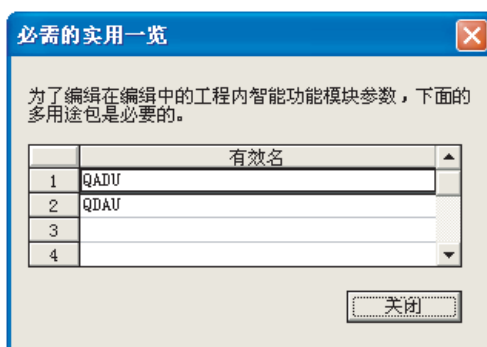 必需的实用一览
为了编辑在编辑中的工程内智能功能模块参数，下面的
多用途包是必要的。
有效名
1 QADU
2 QDAU
3
4
关闭